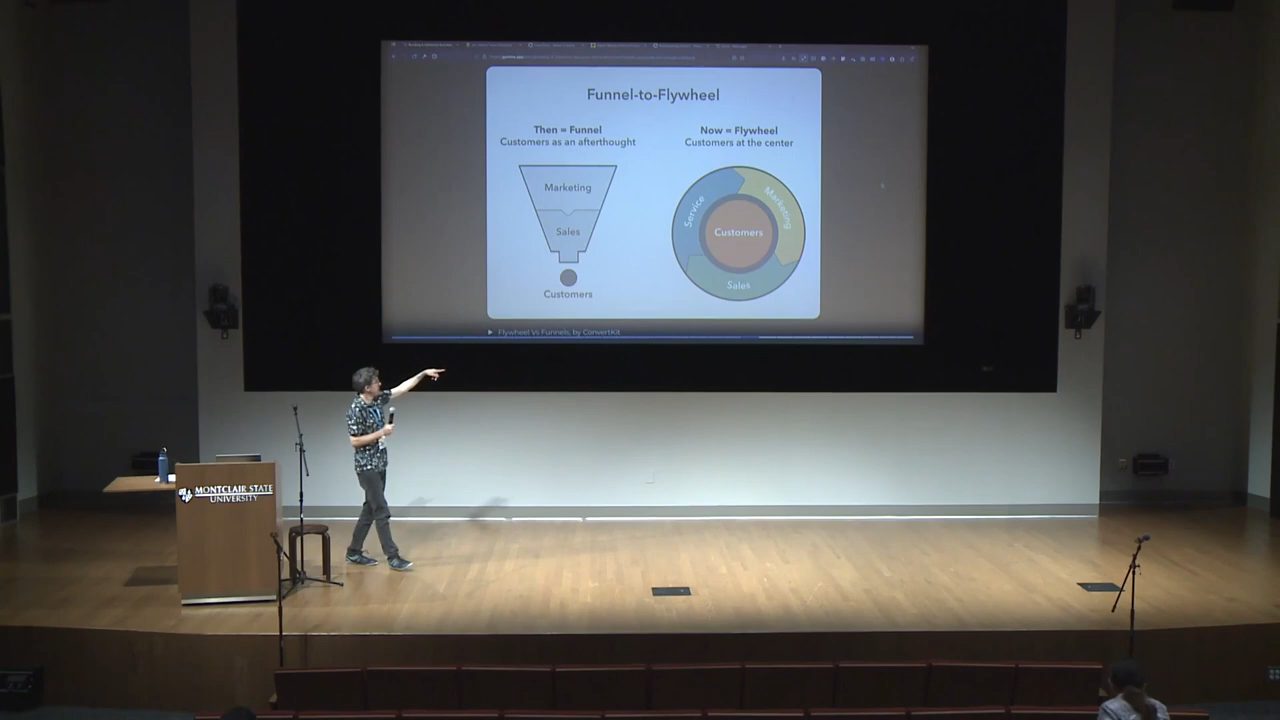 Funnel-to-Flywheel
Then = Funnel
Customers as an afterthought
Now = Flywheel
Customers at the center
Marketing
Sales
Customers
Service
Marketing
Customers
Sales
Flywheel Vs Funnels, by ConvertKit
MONTCLAIR STATE
UNIVERSITY